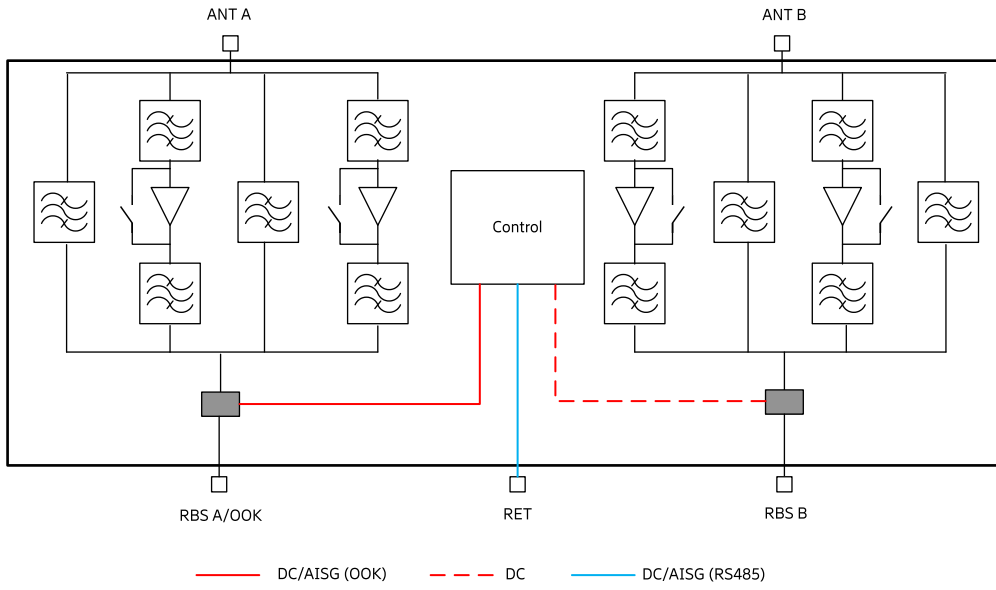 ANT A
ANT B
Control
RBS A/OOK
RET
RBS B
DC/AISG (OOK)
DC
DC/AISG (RS485)